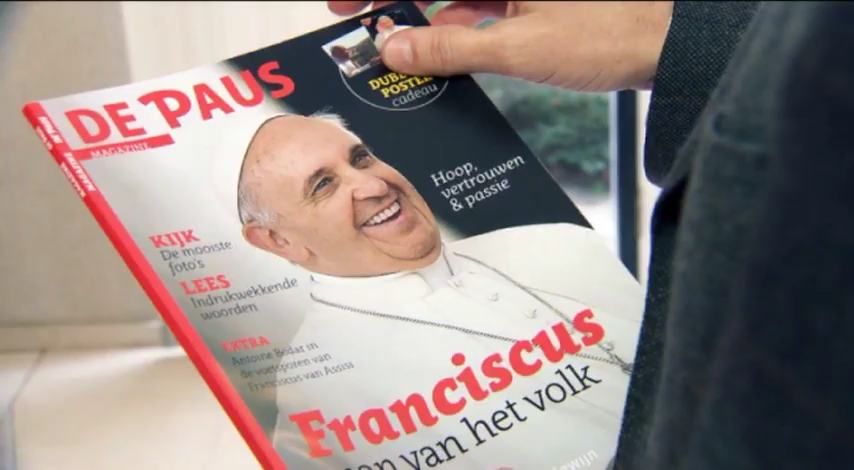 DE PAUS
MAGAZINE
POSTER
cadeau
Hoop,
vertrouwen
& passie
KIJK
De mooiste
foto's
LEES
Indrukwekkende
woorden
EXTRA
Antoine Bodar in
de voetsporen van
Franciscus van Assisi
Franciscus
van het volk